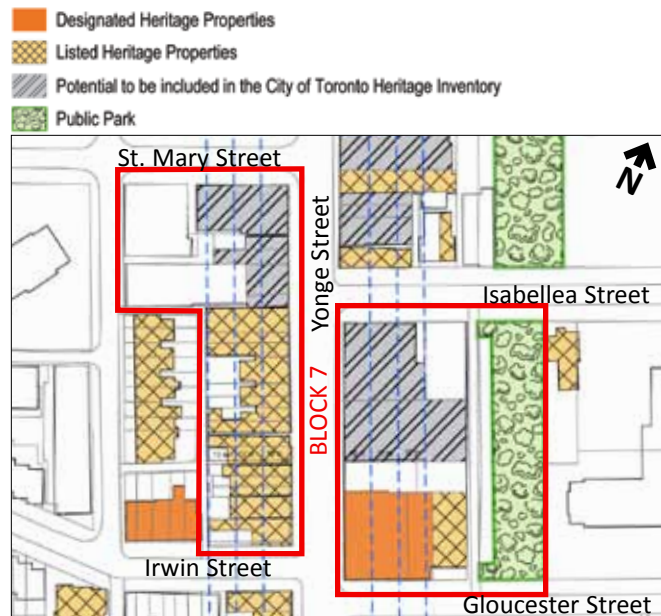 Designated Heritage Properties
Listed Heritage Properties
Potential to be included in the City of Toronto Heritage Inventory
Public Park
St. Mary Street
N
Yonge Street
Isabellea Street
BLOCK 7
Irwin Street
Gloucester Street